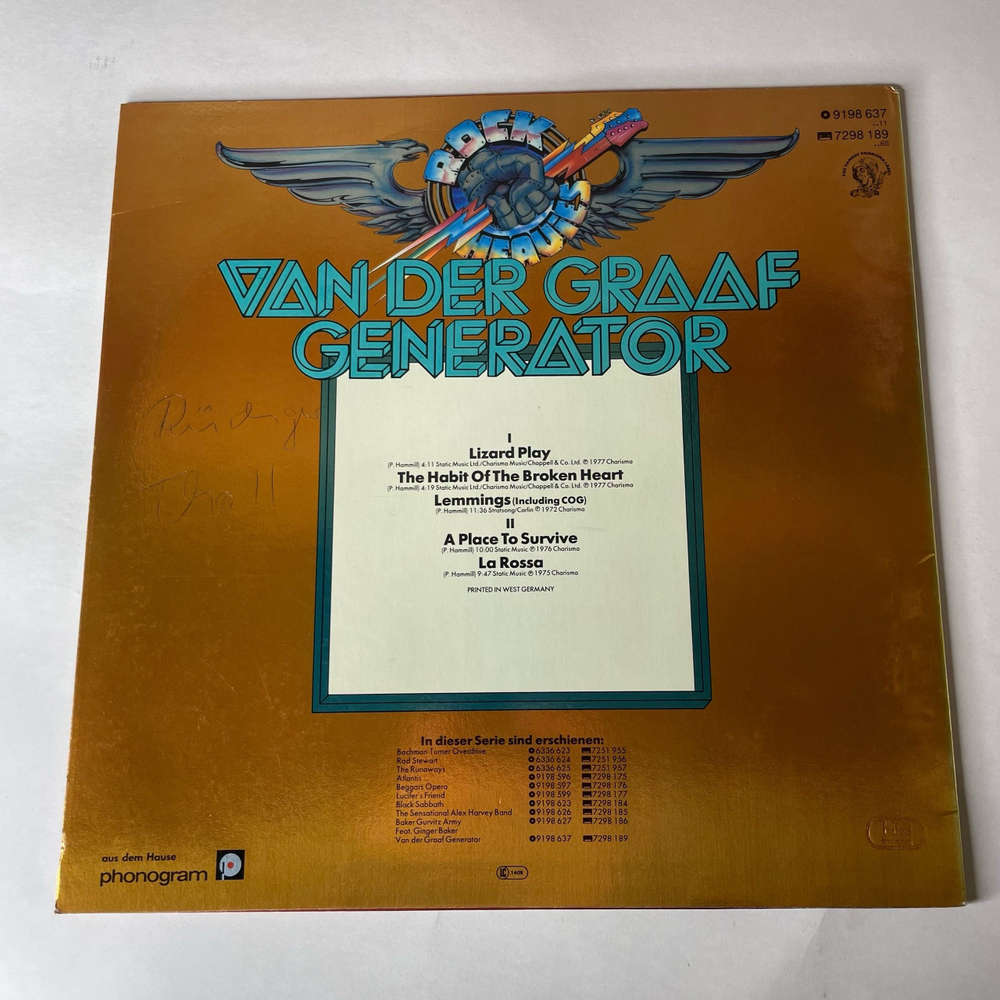 9198 637
..11
7298 189
..65
THE FAMOUS CHARISMA LABEL
ROCK
HEAVIES
VAN DER GRAAF
GENERATOR
I
Lizard Play
(P. Hammill) 4:11 Static Music Ltd./Charisma Music/Chappell & Co. Ltd. ℗ 1977 Charisma
The Habit Of The Broken Heart
(P. Hammill) 4:19 Static Music Ltd./Charisma Music/Chappell & Co. Ltd. ℗ 1977 Charisma
Lemmings (Including COG)
(P. Hammill) 11:36 Stratsong/Carlin ℗ 1972 Charisma
II
A Place To Survive
(P. Hammill) 10:00 Static Music ℗ 1976 Charisma
La Rossa
(P. Hammill) 9:47 Static Music ℗ 1975 Charisma
PRINTED IN WEST GERMANY
In dieser Serie sind erschienen:
Bachman-Turner Overdrive 6336 623 7251 955
Rod Stewart 6336 624 7251 956
The Runaways 6336 625 7251 957
Atlantis 9198 596 7298 175
Beggars Opera 9198 597 7298 176
Lucifer's Friend 9198 599 7298 177
Black Sabbath 9198 623 7298 184
The Sensational Alex Harvey Band 9198 626 7298 185
Baker Gurvitz Army 9198 627 7298 186
Feat. Ginger Baker
Van der Graaf Generator 9198 637 7298 189
aus dem Hause
phonogram
LC 1409